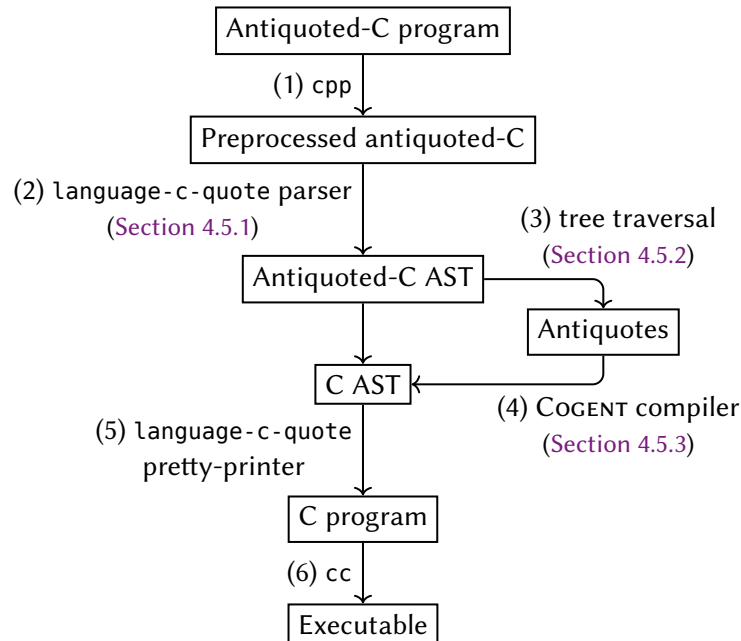 Antiquoted-C program
(1) cpp
Preprocessed antiquoted-C
(2) language-c-quote parser
(Section 4.5.1)
(3) tree traversal
(Section 4.5.2)
Antiquoted-C AST
Antiquotes
C AST
(4) COGENT compiler
(Section 4.5.3)
(5) language-c-quote
pretty-printer
C program
(6) cc
Executable